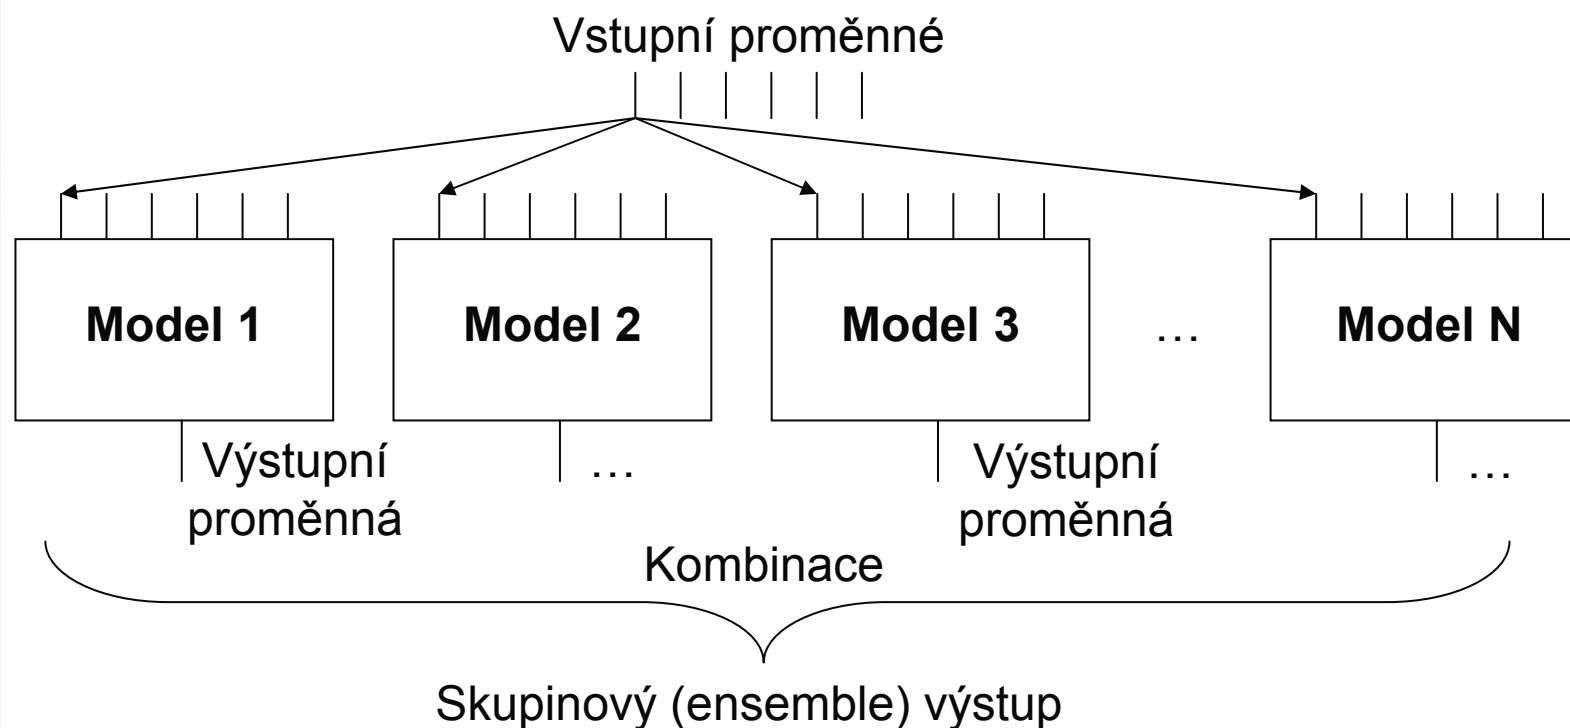 Vstupní proměnné
Model 1 Model 2 Model 3 … Model N
Výstupní … Výstupní …
proměnná proměnná
Kombinace
Skupinový (ensemble) výstup